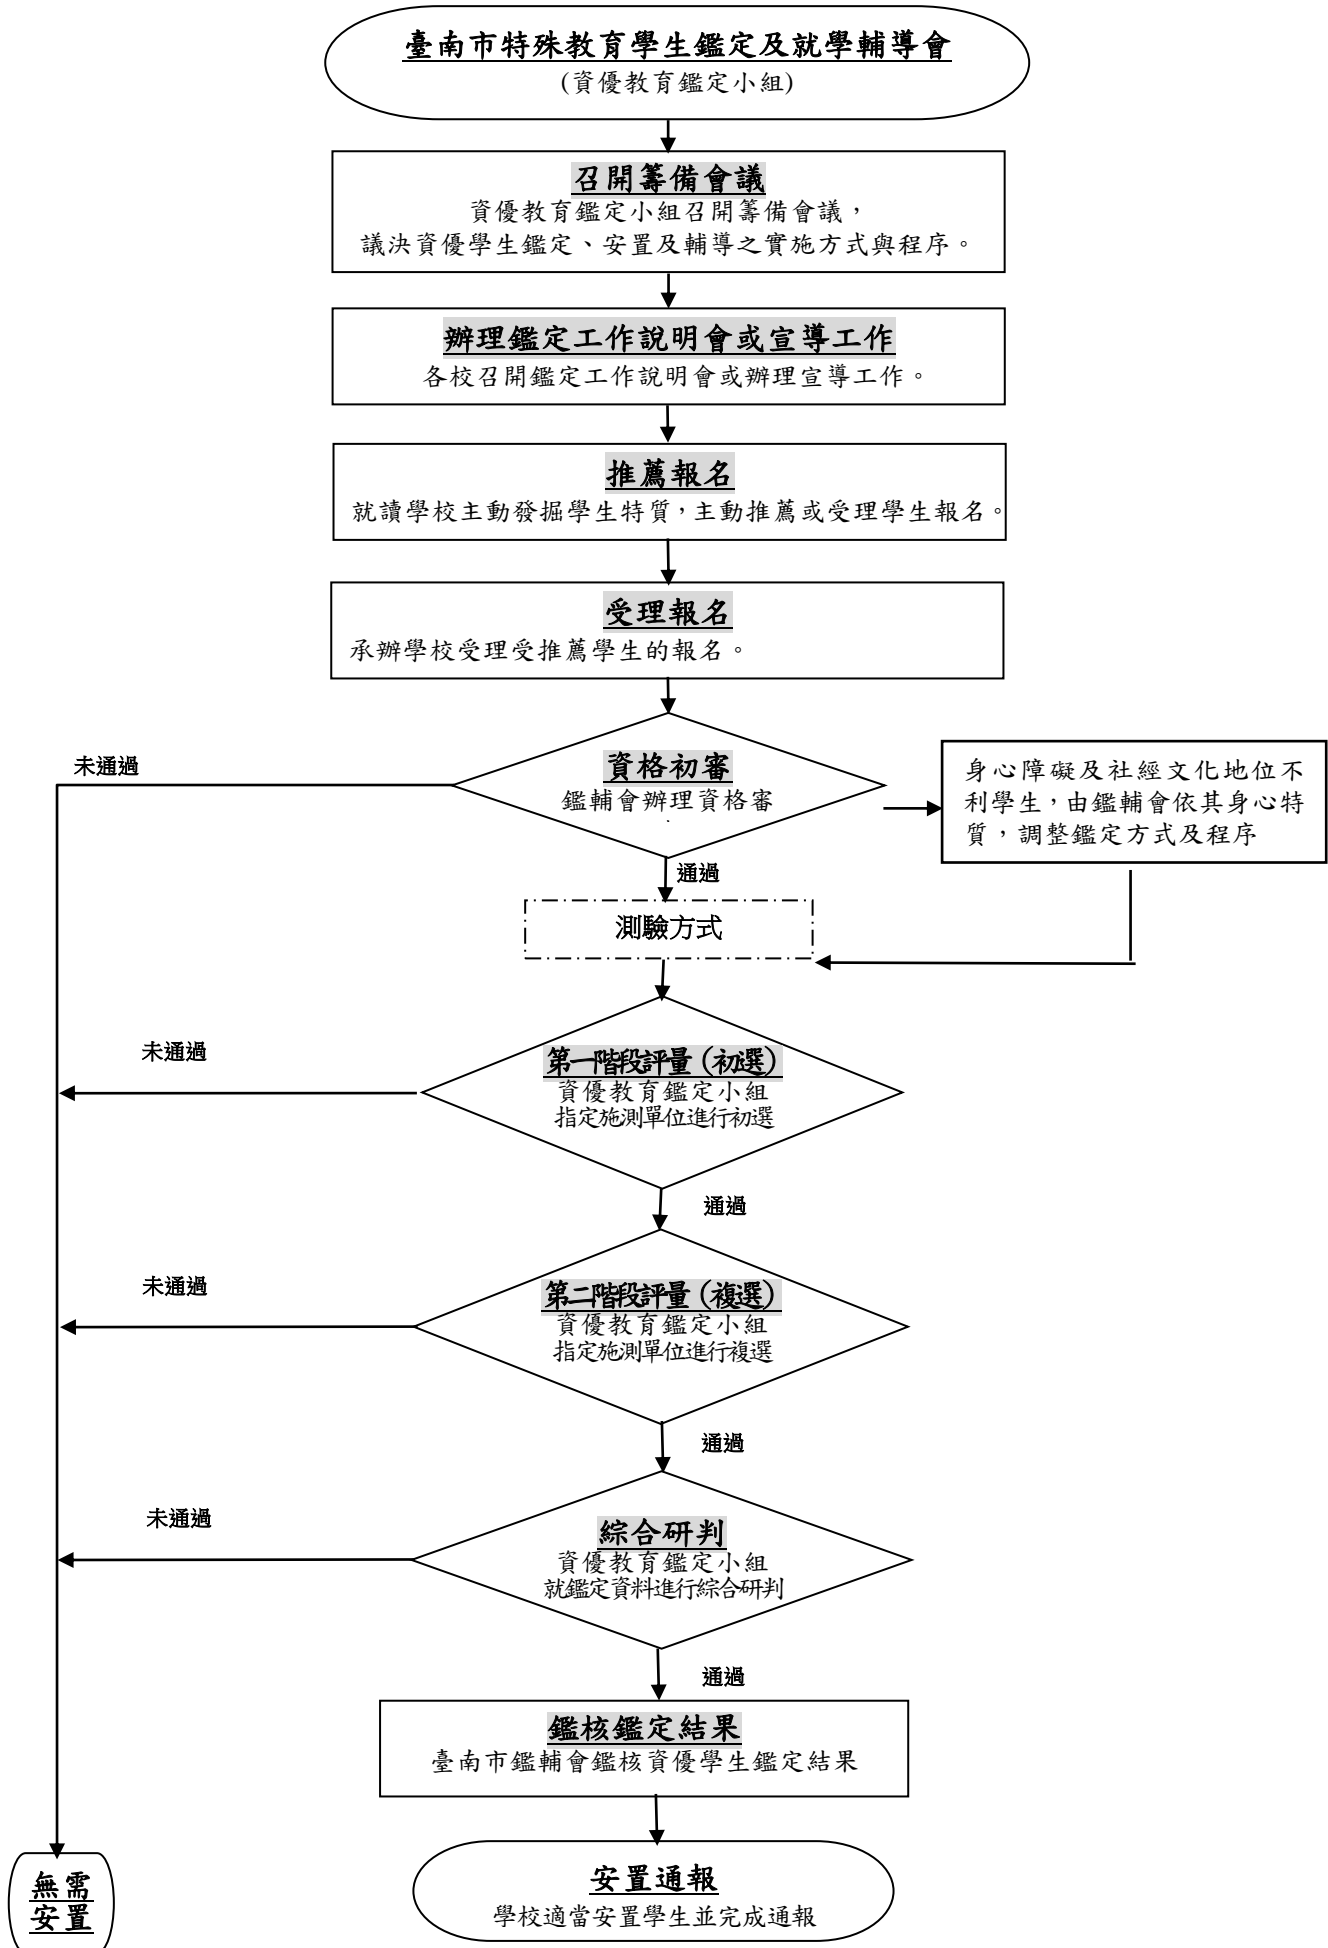 臺南市特殊教育學生鑑定及就學輔導會
(資優教育鑑定小組)
召開籌備會議
資優教育鑑定小組召開籌備會議，
議決資優學生鑑定、安置及輔導之實施方式與程序。
辦理鑑定工作說明會或宣導工作
各校召開鑑定工作說明會或辦理宣導工作。
推薦報名
就讀學校主動發掘學生特質，主動推薦或受理學生報名。
受理報名
承辦學校受理受推薦學生的報名。
未通過
資格初審
鑑輔會辦理資格審
身心障礙及社經文化地位不
利學生，由鑑輔會依其身心特
質，調整鑑定方式及程序
通過
測驗方式
未通過
第一階段評量（初選）
資優教育鑑定小組
指定施測單位進行初選
通過
未通過
第二階段評量（複選）
資優教育鑑定小組
指定施測單位進行複選
通過
未通過
綜合研判
資優教育鑑定小組
就鑑定資料進行綜合研判
通過
鑑核鑑定結果
臺南市鑑輔會鑑核資優學生鑑定結果
無需
安置
安置通報
學校適當安置學生並完成通報